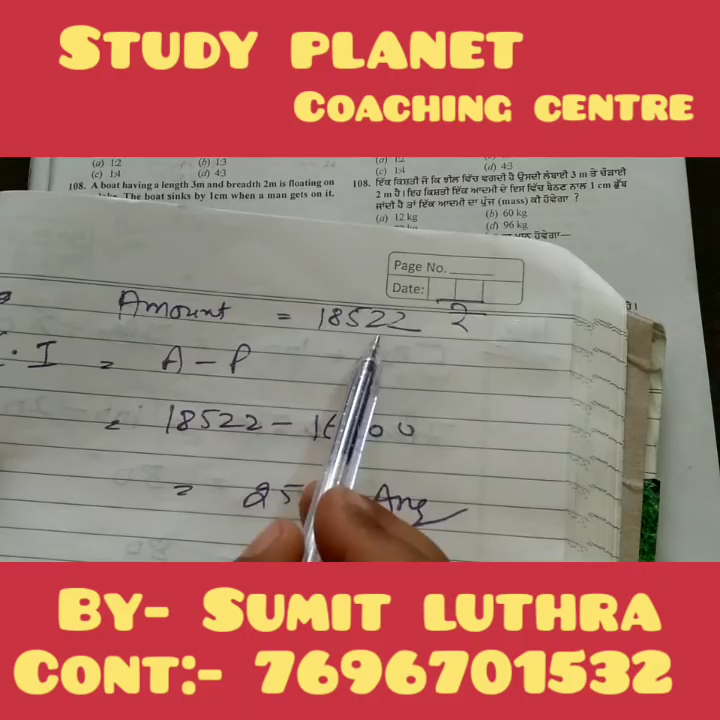 STUDY PLANET
COACHING CENTRE
(a) 1:2 (b) 1:3
(c) 1:4 (d) 4:3
108. A boat having a length 3m and breadth 2m is floating on
The boat sinks by 1cm when a man gets on it.
(a) 1:2
(c) 1:4 (d) 4:3
108. ਇੱਕ ਕਿਸ਼ਤੀ ਜੋ ਕਿ ਝੀਲ ਵਿੱਚ ਵਗਦੀ ਹੈ ਉਸਦੀ ਲੰਬਾਈ 3 m ਤੇ ਚੌੜਾਈ
2 m ਹੈ। ਇਹ ਕਿਸ਼ਤੀ ਇੱਕ ਆਦਮੀ ਦੇ ਇਸ ਵਿੱਚ ਬੈਠਣ ਨਾਲ 1 cm ਡੁੱਬ
ਜਾਂਦੀ ਹੈ ਤਾਂ ਇੱਕ ਆਦਮੀ ਦਾ ਪੁੰਜ (mass) ਕੀ ਹੋਵੇਗਾ ?
(a) 12 kg (b) 60 kg
(d) 96 kg
ਹੋਵੇਗਾ—
Page No.
Date:
Amount = 18522 ₹
C.I = A - P
= 18522 -
= Ans
BY- SUMIT LUTHRA
CONT:- 7696701532